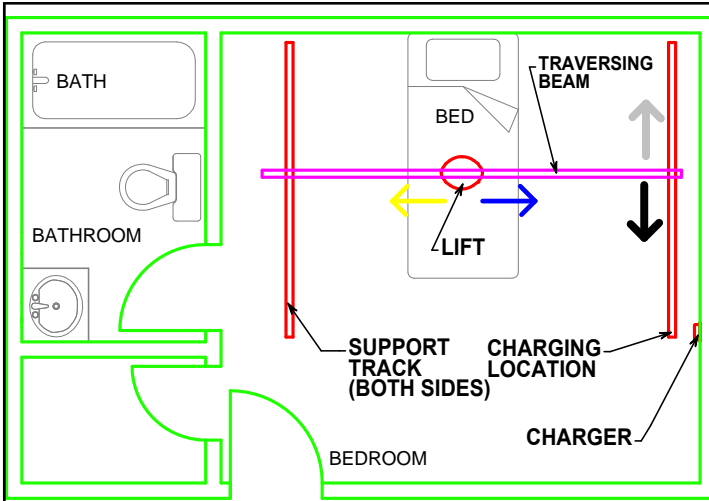 BATH
TRAVERSING
BEAM
BED
BATHROOM
LIFT
SUPPORT
TRACK
(BOTH SIDES)
CHARGING
LOCATION
CHARGER
BEDROOM